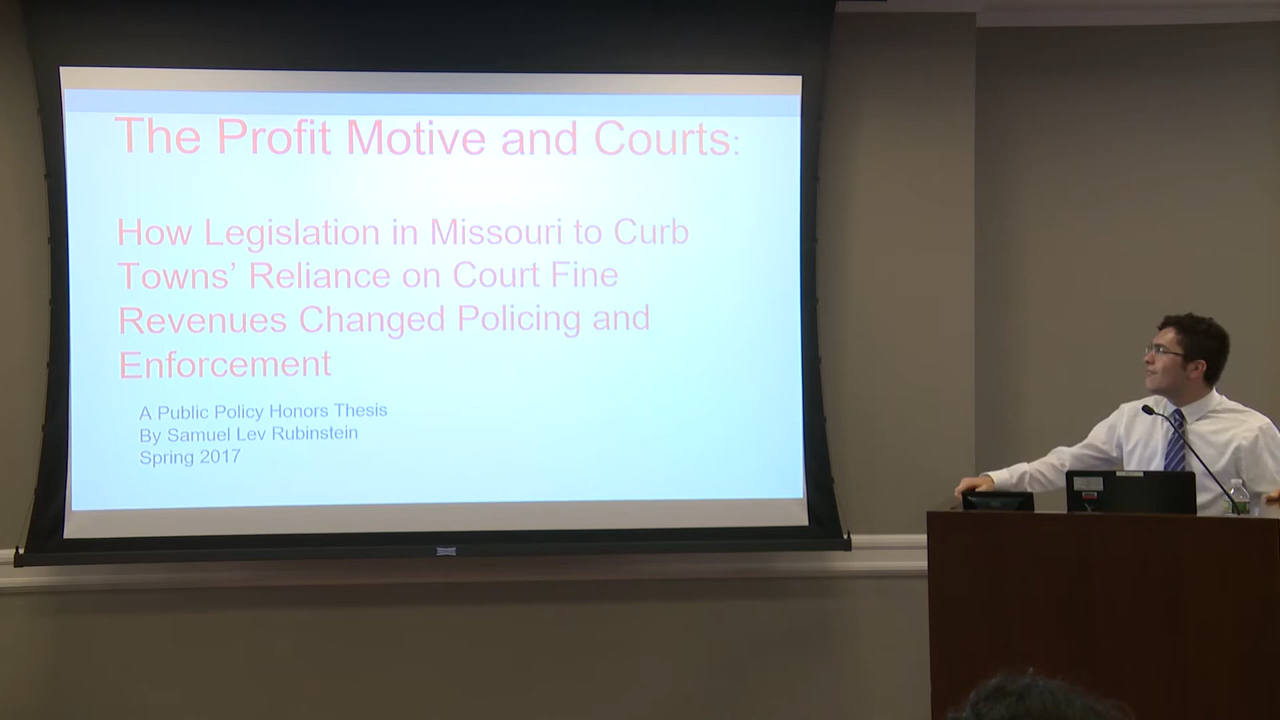 The Profit Motive and Courts:
How Legislation in Missouri to Curb
Towns’ Reliance on Court Fine
Revenues Changed Policing and
Enforcement
A Public Policy Honors Thesis
By Samuel Lev Rubinstein
Spring 2017